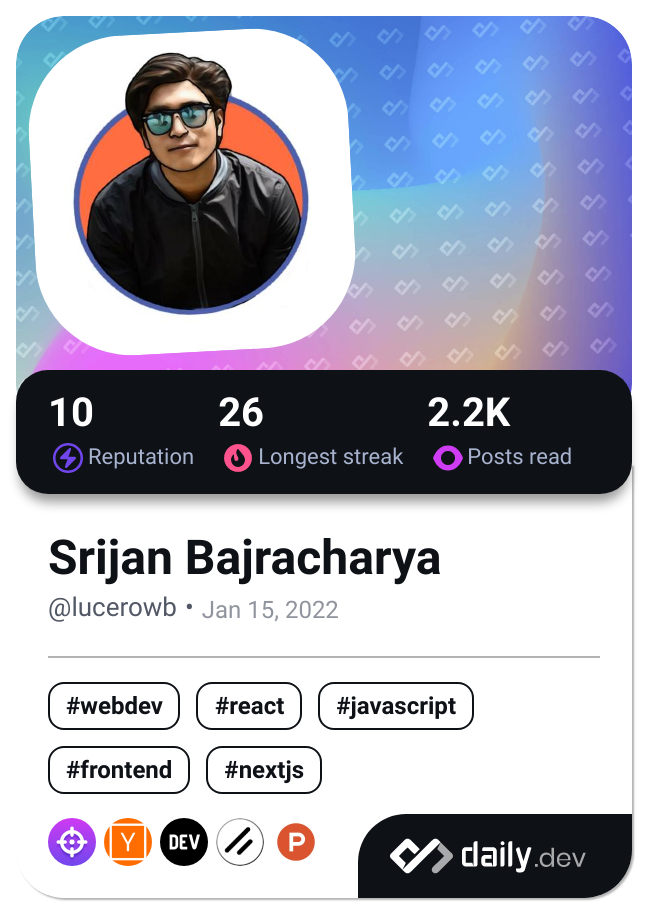 10 26 2.2K
Reputation Longest streak Posts read
Srijan Bajracharya
@lucerowb • Jan 15, 2022
#webdev #react #javascript
#frontend #nextjs
Y DEV P
daily.dev